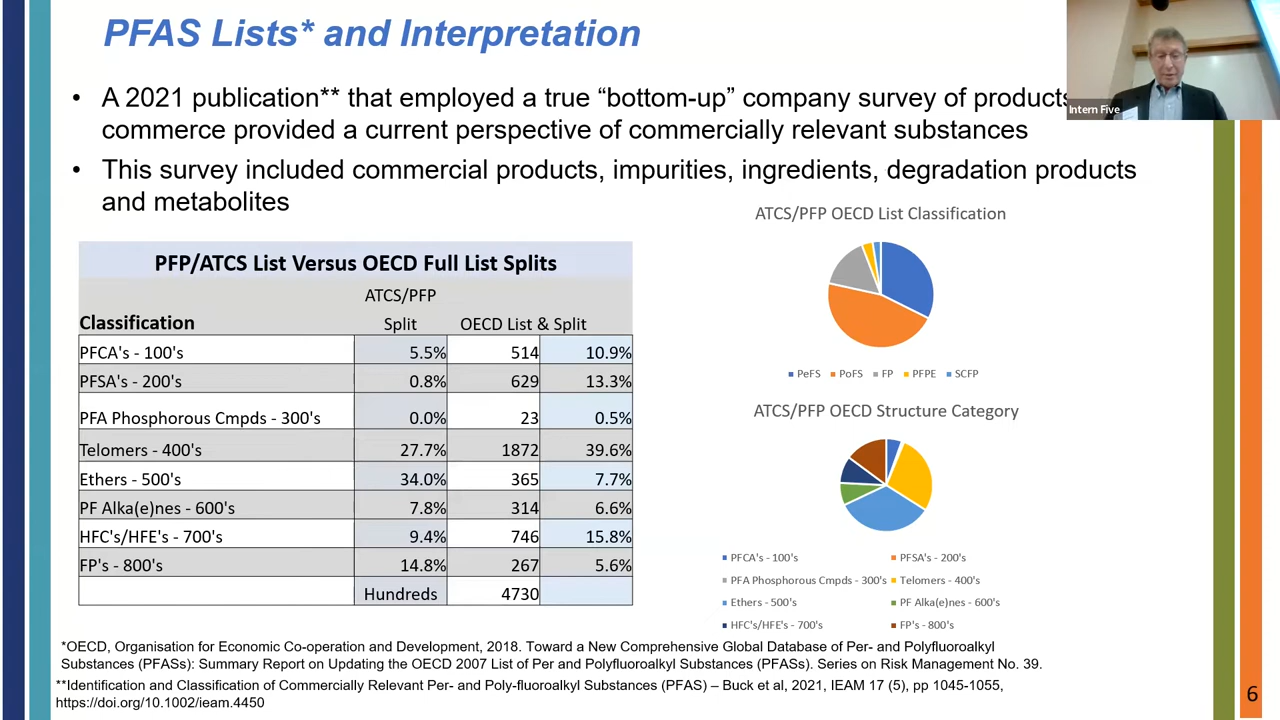 PFAS Lists* and Interpretation
Intern Five
• A 2021 publication** that employed a true “bottom-up” company survey of products
commerce provided a current perspective of commercially relevant substances
• This survey included commercial products, impurities, ingredients, degradation products
and metabolites
PFP/ATCS List Versus OECD Full List Splits
ATCS/PFP
Classification Split OECD List & Split
PFCA's - 100's 5.5% 514 10.9%
PFSA's - 200's 0.8% 629 13.3%
PFA Phosphorous Cmpds - 300's 0.0% 23 0.5%
Telomers - 400's 27.7% 1872 39.6%
Ethers - 500's 34.0% 365 7.7%
PF Alka(e)nes - 600's 7.8% 314 6.6%
HFC's/HFE's - 700's 9.4% 746 15.8%
FP's - 800's 14.8% 267 5.6%
Hundreds 4730
ATCS/PFP OECD List Classification
PeFS PoFS FP PFPE SCFP
ATCS/PFP OECD Structure Category
PFCA's - 100's PFSA's - 200's
PFA Phosphorous Cmpds - 300's Telomers - 400's
Ethers - 500's PF Alka(e)nes - 600's
HFC's/HFE's - 700's FP's - 800's
*OECD, Organisation for Economic Co-operation and Development, 2018. Toward a New Comprehensive Global Database of Per- and Polyfluoroalkyl
Substances (PFASs): Summary Report on Updating the OECD 2007 List of Per and Polyfluoroalkyl Substances (PFASs). Series on Risk Management No. 39.
**Identification and Classification of Commercially Relevant Per- and Poly-fluoroalkyl Substances (PFAS) – Buck et al, 2021, IEAM 17 (5), pp 1045-1055,
https://doi.org/10.1002/ieam.4450
6